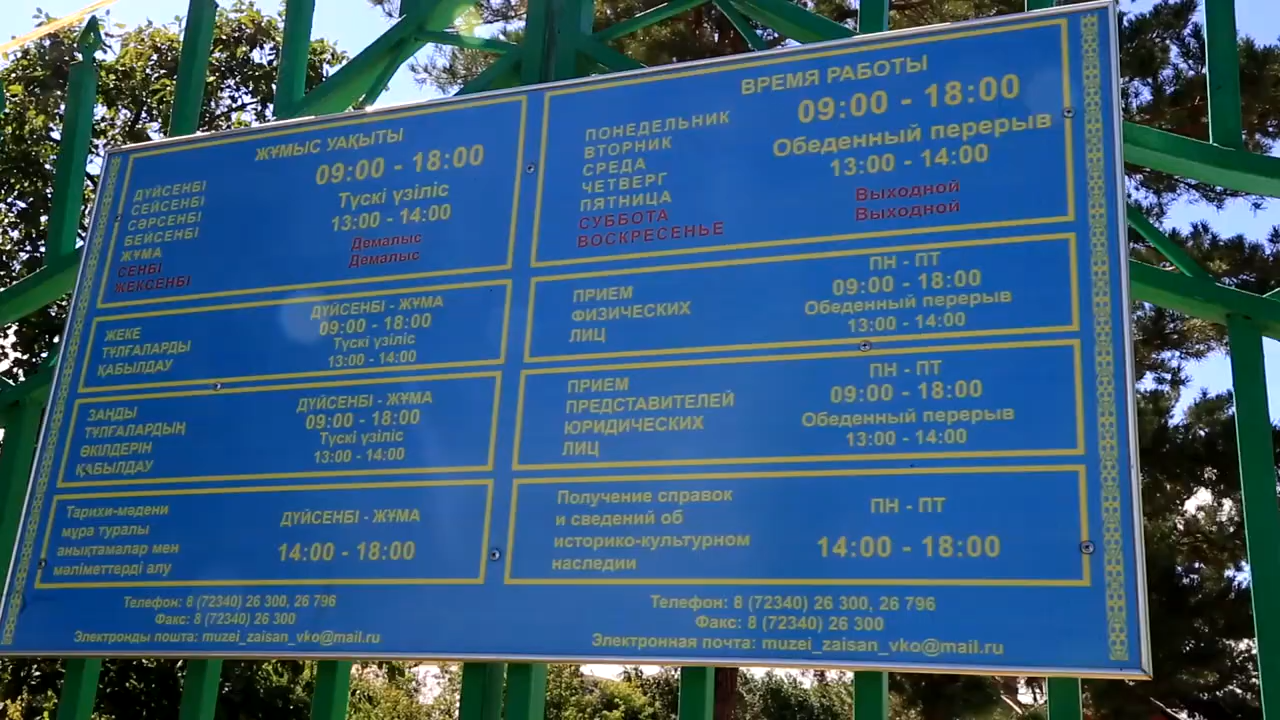 ЖҰМЫС УАҚЫТЫ
ДҮЙСЕНБІ
СЕЙСЕНБІ
СӘРСЕНБІ
БЕЙСЕНБІ
ЖҰМА
СЕНБІ
ЖЕКСЕНБІ
09:00 - 18:00
Түскі үзіліс
13:00 - 14:00
Демалыс
Демалыс
ЖЕКЕ
ТҰЛҒАЛАРДЫ
ҚАБЫЛДАУ
ДҮЙСЕНБІ - ЖҰМА
09:00 - 18:00
Түскі үзіліс
13:00 - 14:00
ЗАНДЫ
ТҰЛҒАЛАРДЫҢ
ӨКІЛДЕРІН
ҚАБЫЛДАУ
ДҮЙСЕНБІ - ЖҰМА
09:00 - 18:00
Түскі үзіліс
13:00 - 14:00
Тарихи-мәдени
мұра туралы
анықтамалар мен
мәліметтерді алу
ДҮЙСЕНБІ - ЖҰМА
14:00 - 18:00
Телефон: 8 (72340) 26 300, 26 796
Факс: 8 (72340) 26 300
Электронды пошта: muzei_zaisan_vko@mail.ru
ВРЕМЯ РАБОТЫ
ПОНЕДЕЛЬНИК
ВТОРНИК
СРЕДА
ЧЕТВЕРГ
ПЯТНИЦА
СУББОТА
ВОСКРЕСЕНЬЕ
09:00 - 18:00
Обеденный перерыв
13:00 - 14:00
Выходной
Выходной
ПРИЕМ
ФИЗИЧЕСКИХ
ЛИЦ
ПН - ПТ
09:00 - 18:00
Обеденный перерыв
13:00 - 14:00
ПРИЕМ
ПРЕДСТАВИТЕЛЕЙ
ЮРИДИЧЕСКИХ
ЛИЦ
ПН - ПТ
09:00 - 18:00
Обеденный перерыв
13:00 - 14:00
Получение справок
и сведений об
историко-культурном
наследии
ПН - ПТ
14:00 - 18:00
Телефон: 8 (72340) 26 300, 26 796
Факс: 8 (72340) 26 300
Электронная почта: muzei_zaisan_vko@mail.ru